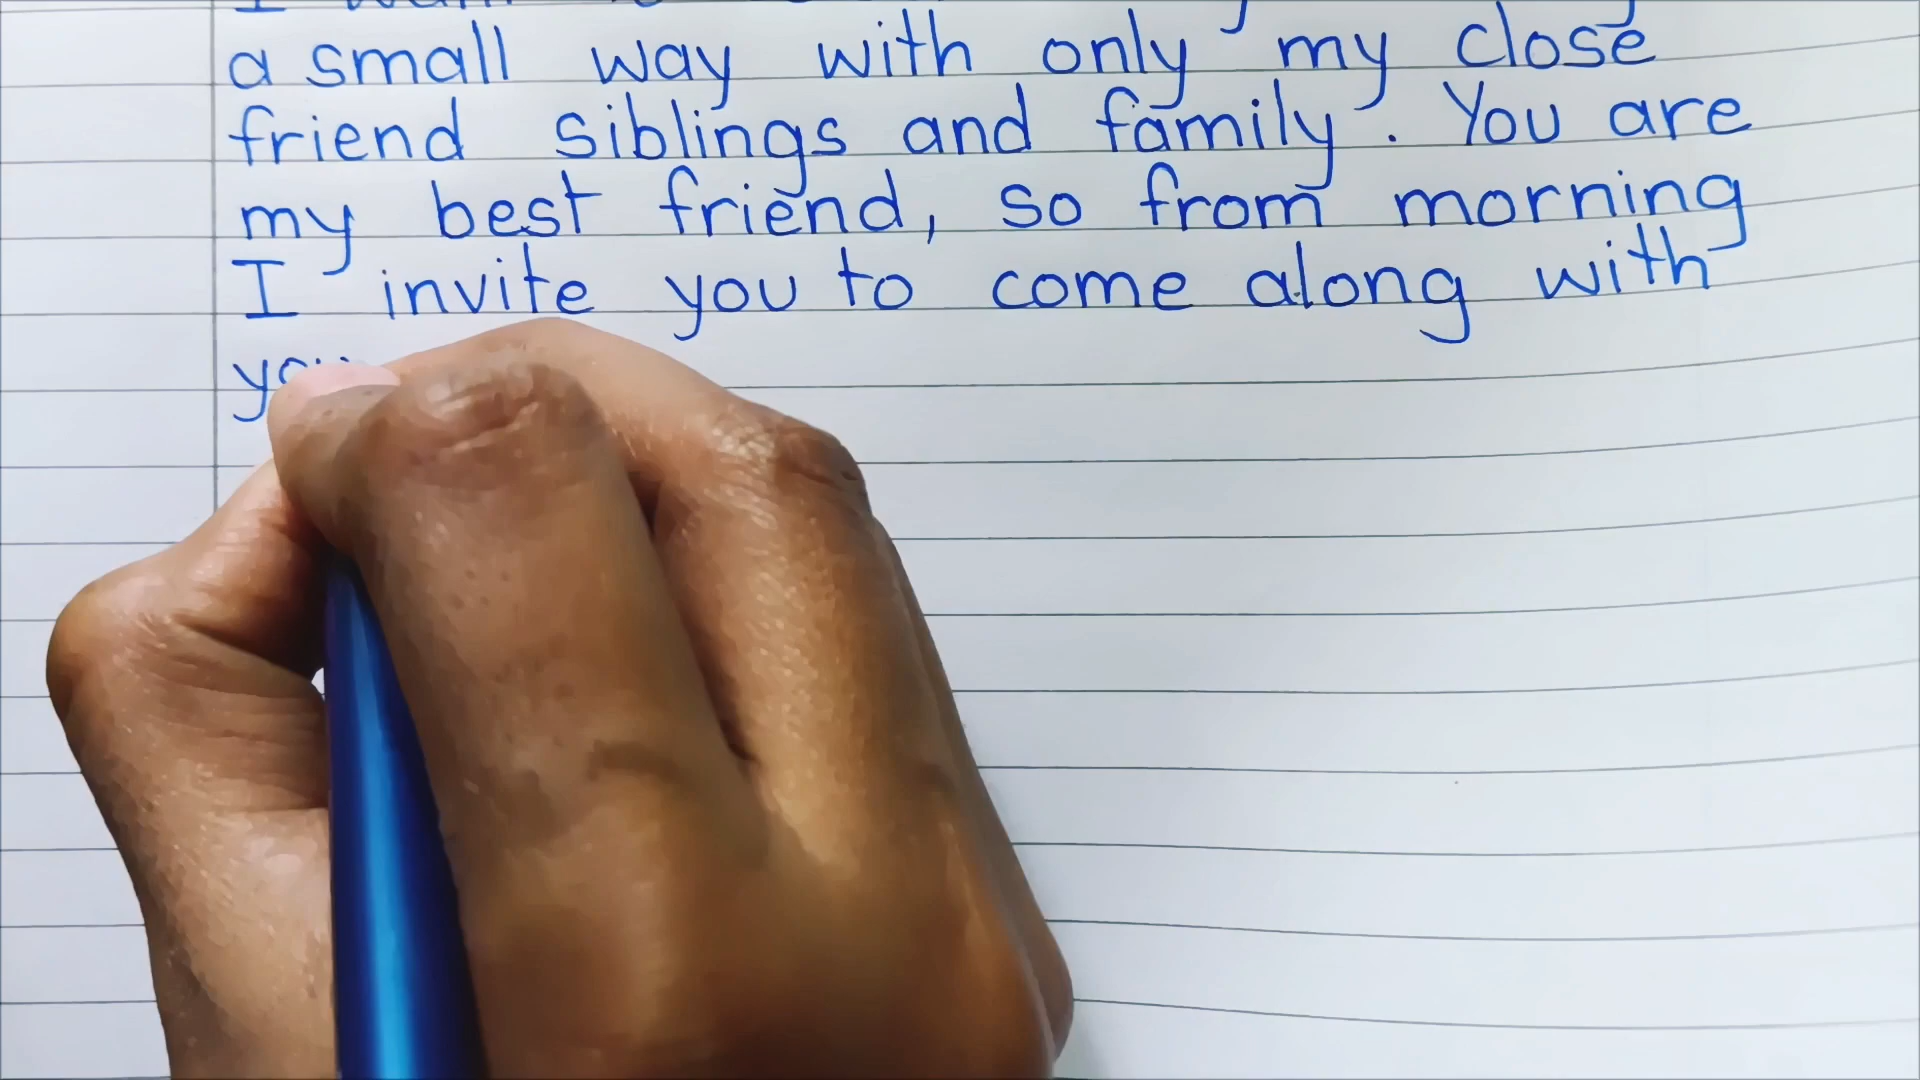 a small way with only my close
friend siblings and family. You are
my best friend, so from morning
I invite you to come along with